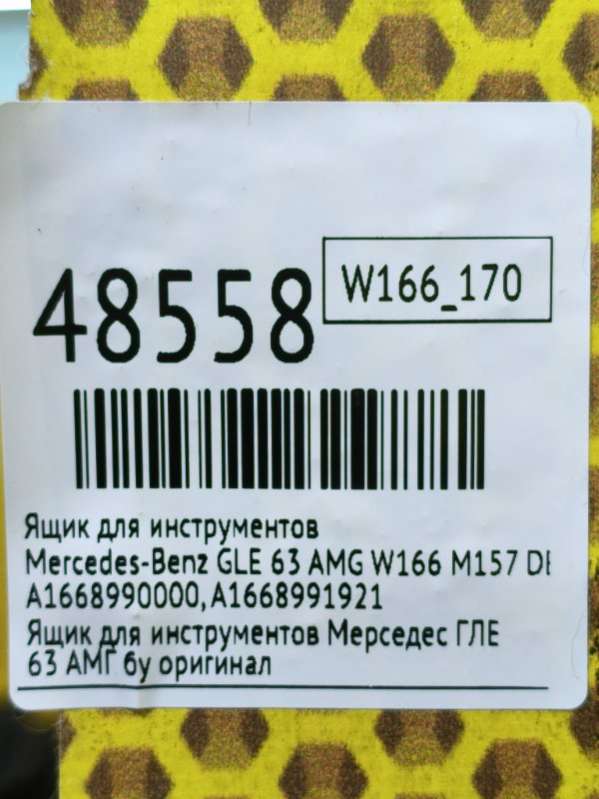 W166_170
48558
Ящик для инструментов
Mercedes-Benz GLE 63 AMG W166 M157
A1668990000, A1668991921
Ящик для инструментов Мерседес ГЛЕ
63 АМГ бу оригинал